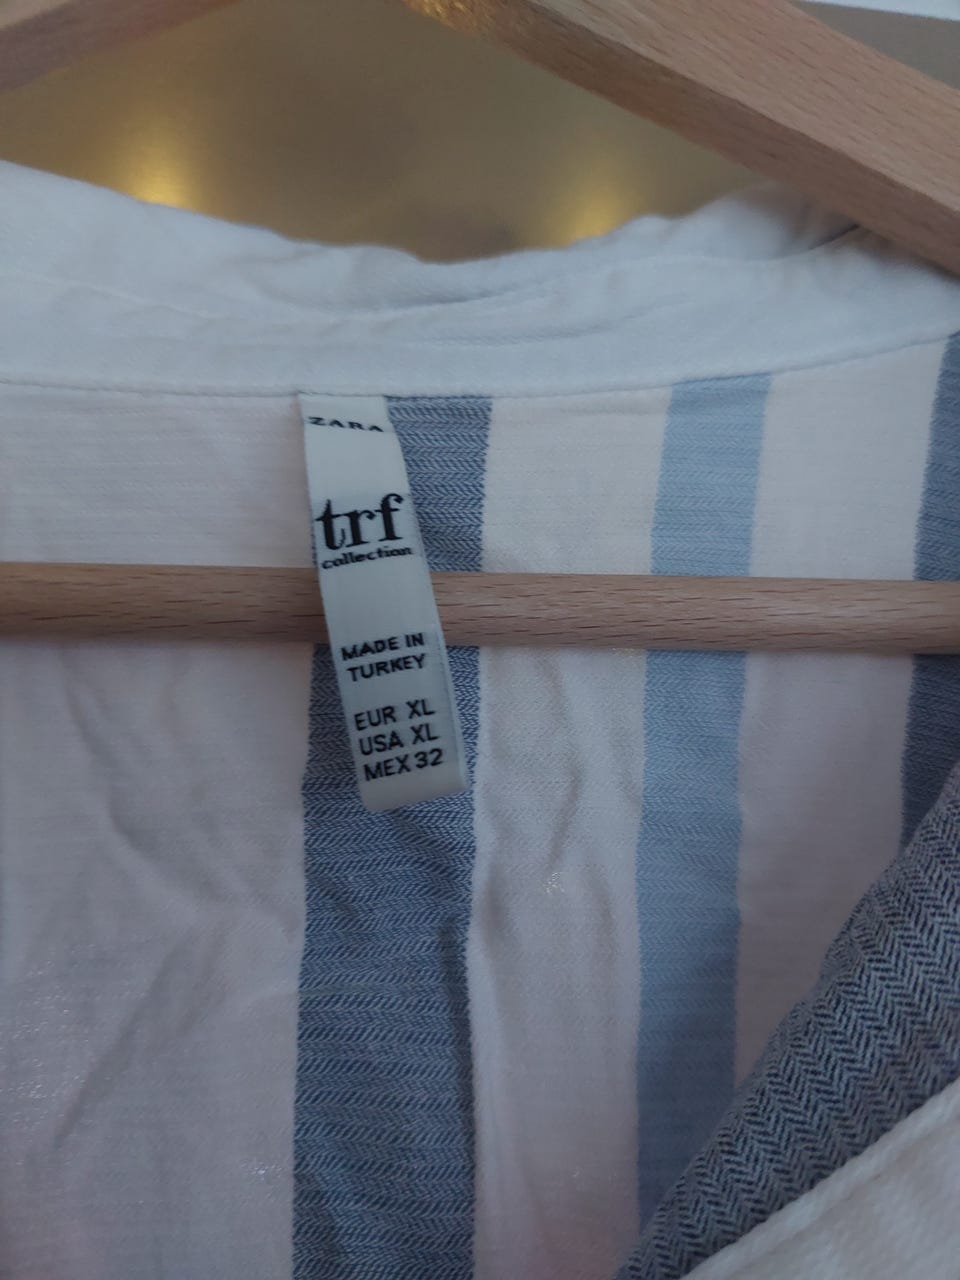 ZARA
trf
collection
MADE IN
TURKEY
EUR XL
USA XL
MEX 32